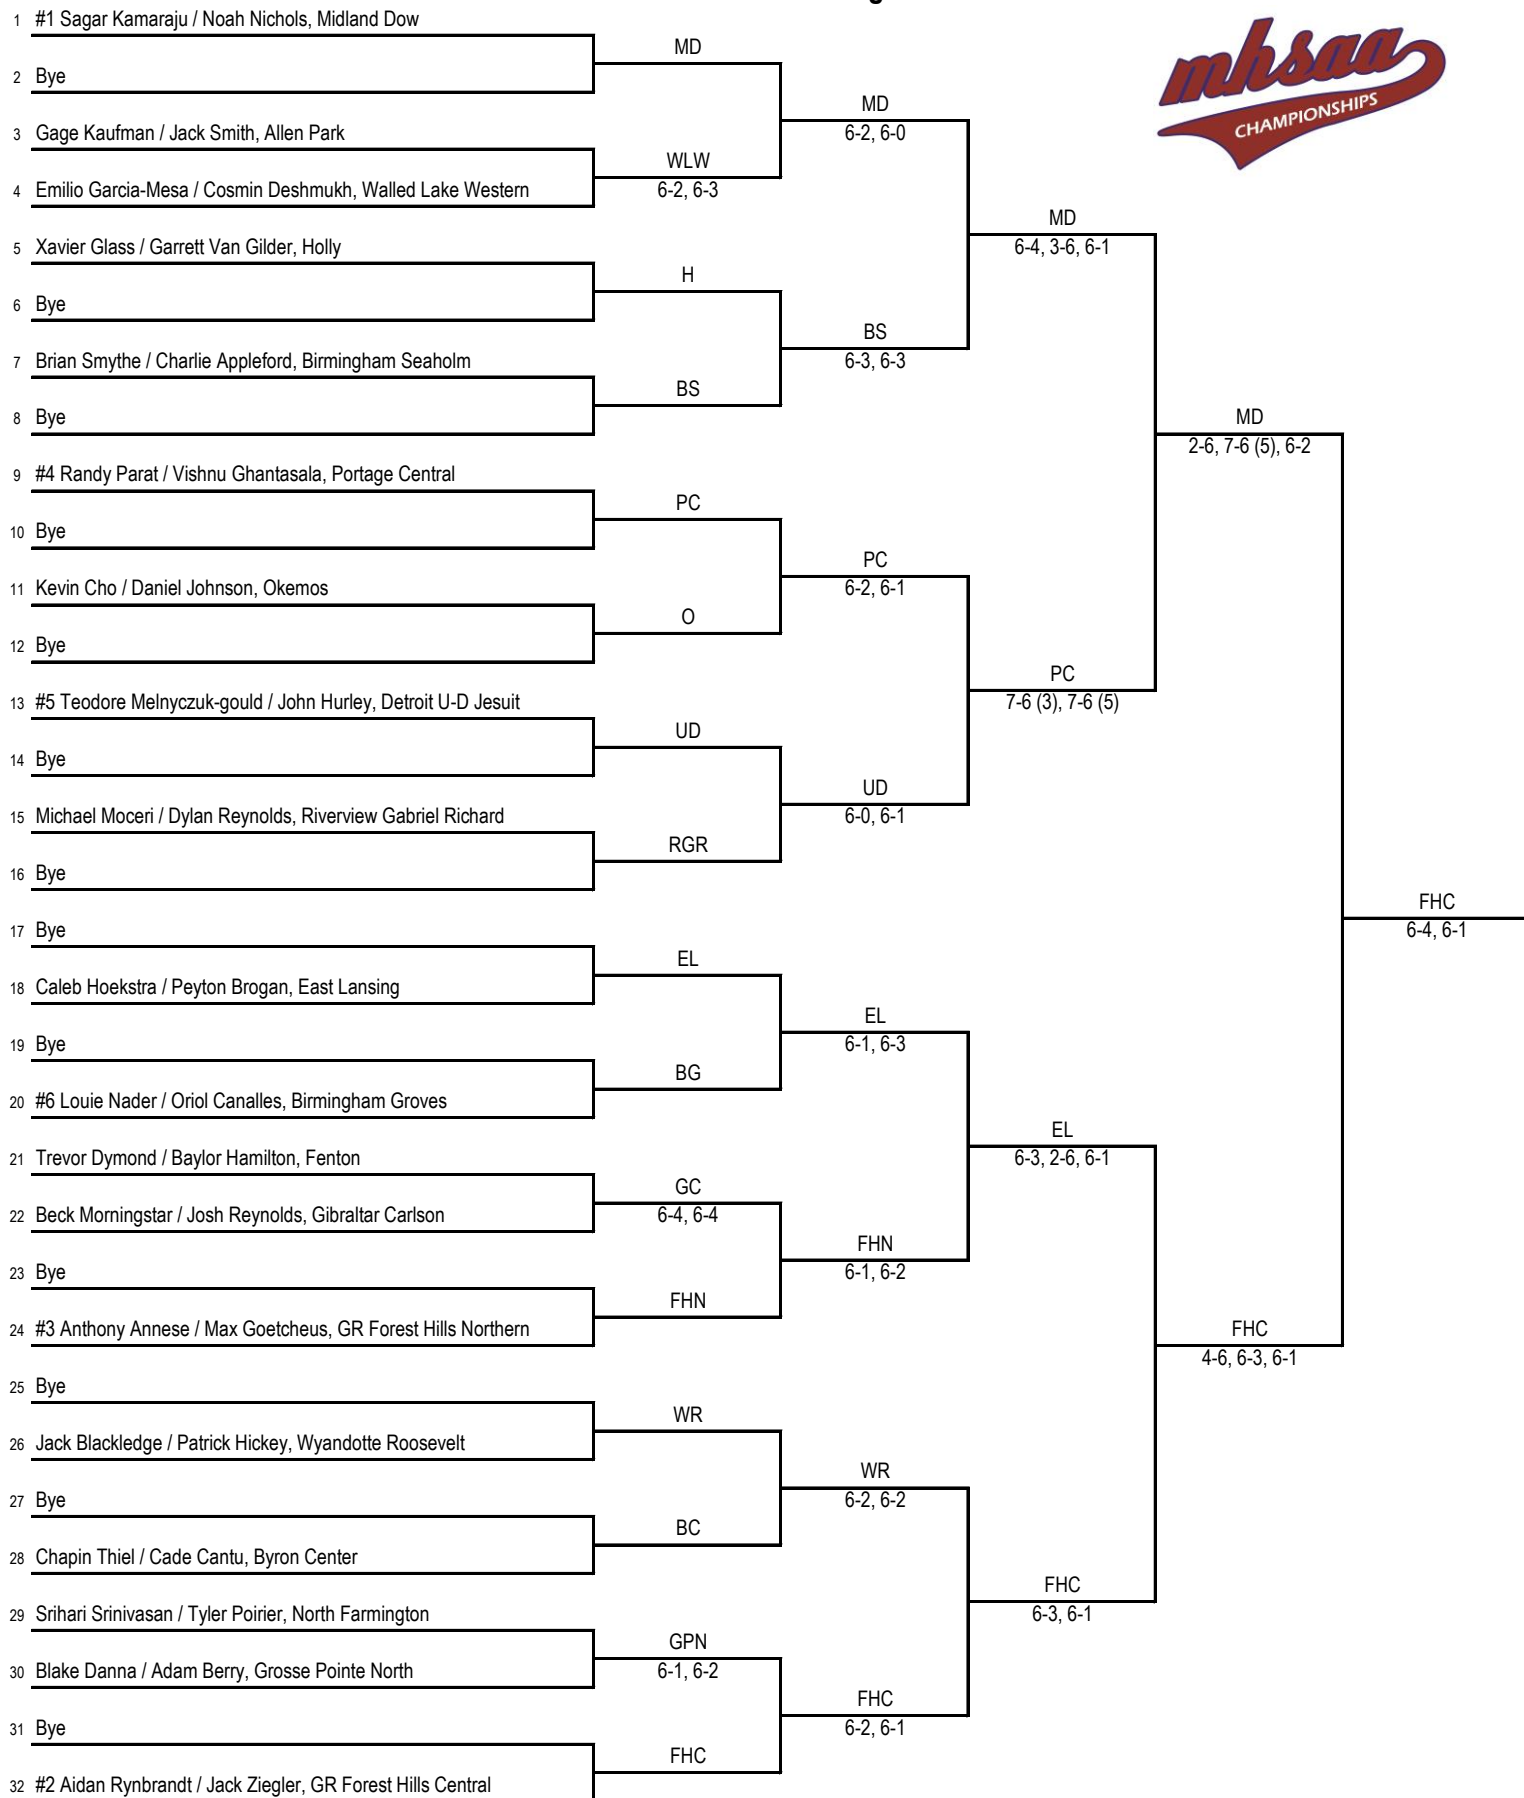 1 #1 Sagar Kamaraju / Noah Nichols, Midland Dow
MD
2 Bye
MD
6-2, 6-0
3 Gage Kaufman / Jack Smith, Allen Park
WLW
6-2, 6-3
4 Emilio Garcia-Mesa / Cosmin Deshmukh, Walled Lake Western
MD
6-4, 3-6, 6-1
5 Xavier Glass / Garrett Van Gilder, Holly
H
6 Bye
BS
6-3, 6-3
7 Brian Smythe / Charlie Appleford, Birmingham Seaholm
BS
8 Bye
MD
2-6, 7-6 (5), 6-2
9 #4 Randy Parat / Vishnu Ghantasala, Portage Central
PC
10 Bye
PC
6-2, 6-1
11 Kevin Cho / Daniel Johnson, Okemos
O
12 Bye
PC
7-6 (3), 7-6 (5)
13 #5 Teodore Melnyczuk-gould / John Hurley, Detroit U-D Jesuit
UD
14 Bye
UD
6-0, 6-1
15 Michael Moceri / Dylan Reynolds, Riverview Gabriel Richard
RGR
16 Bye
FHC
6-4, 6-1
17 Bye
EL
18 Caleb Hoekstra / Peyton Brogan, East Lansing
EL
6-1, 6-3
19 Bye
BG
20 #6 Louie Nader / Oriol Canalles, Birmingham Groves
EL
6-3, 2-6, 6-1
21 Trevor Dymond / Baylor Hamilton, Fenton
GC
6-4, 6-4
22 Beck Morningstar / Josh Reynolds, Gibraltar Carlson
FHN
6-1, 6-2
23 Bye
FHN
24 #3 Anthony Annese / Max Goetcheus, GR Forest Hills Northern
FHC
4-6, 6-3, 6-1
25 Bye
WR
26 Jack Blackledge / Patrick Hickey, Wyandotte Roosevelt
WR
6-2, 6-2
27 Bye
BC
28 Chapin Thiel / Cade Cantu, Byron Center
FHC
6-3, 6-1
29 Srihari Srinivasan / Tyler Poirier, North Farmington
GPN
6-1, 6-2
30 Blake Danna / Adam Berry, Grosse Pointe North
FHC
6-2, 6-1
31 Bye
FHC
32 #2 Aidan Rynbrandt / Jack Ziegler, GR Forest Hills Central
mhsaa
CHAMPIONSHIPS